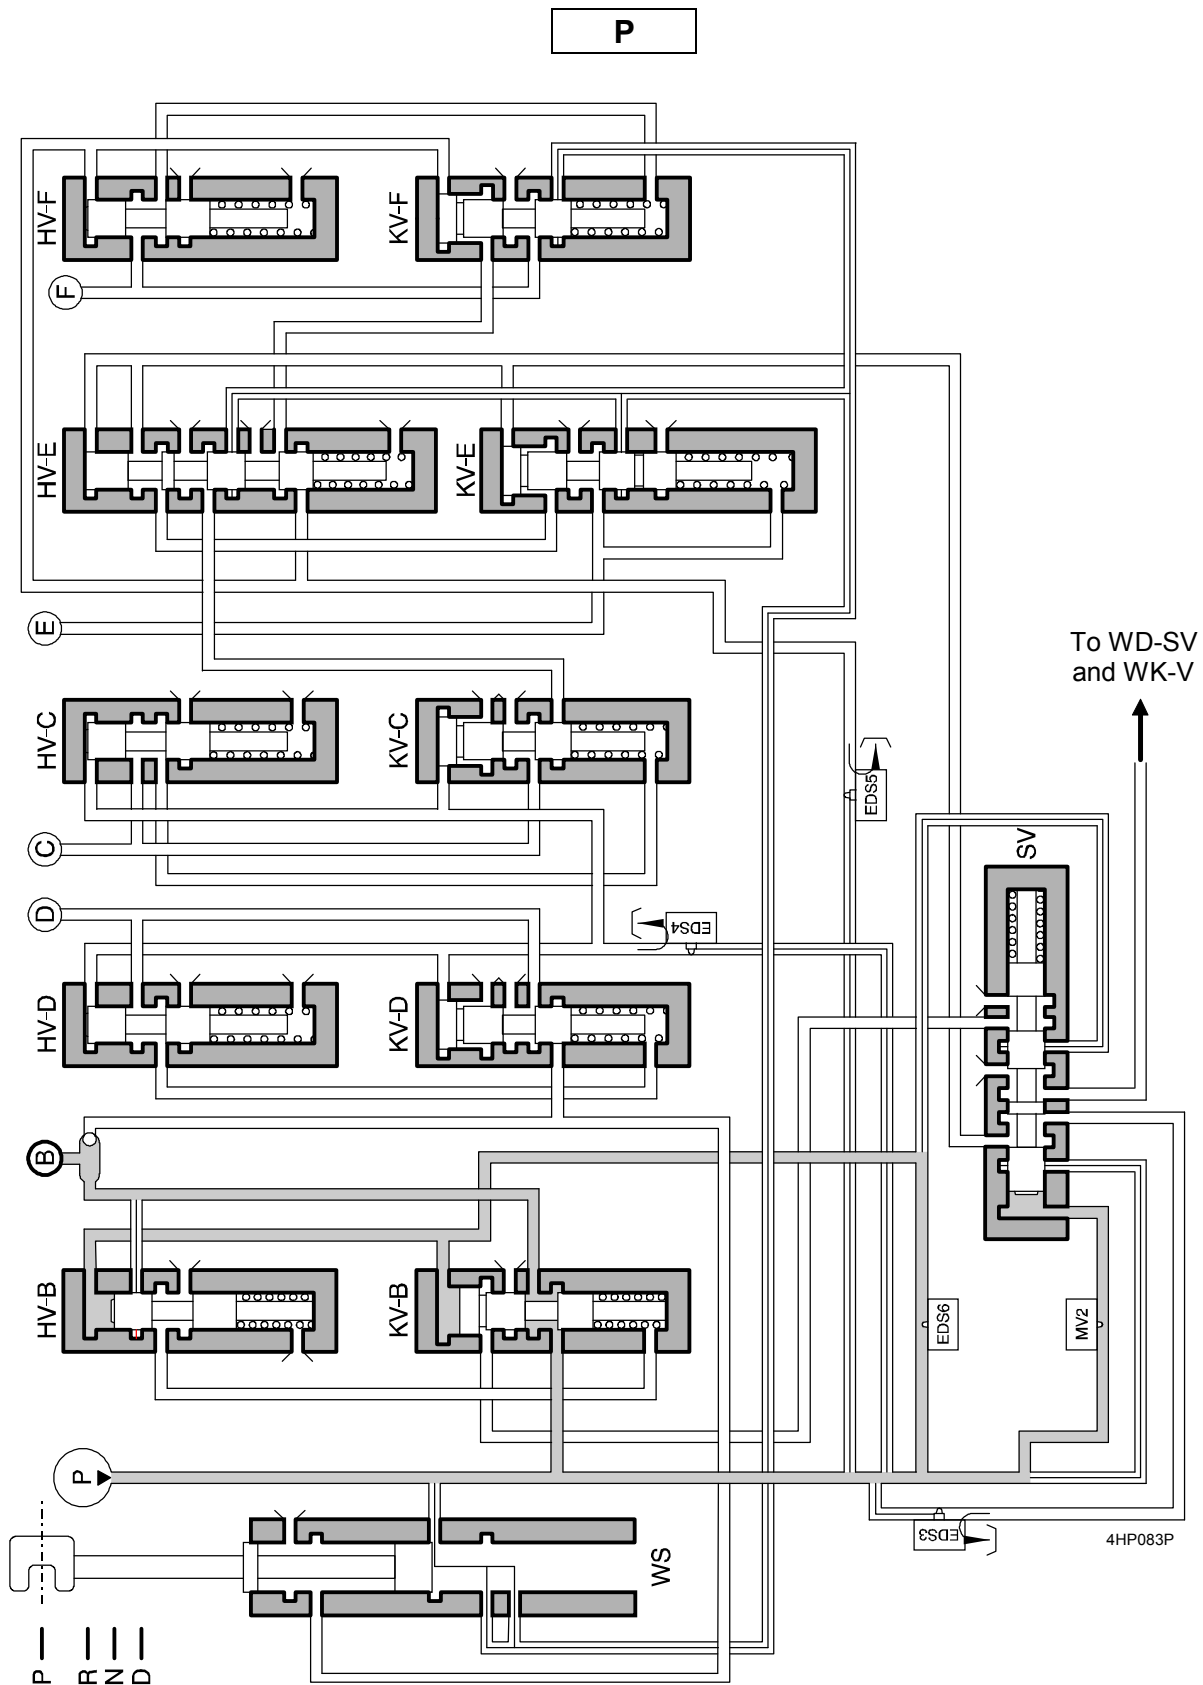 P
HV-F
KV-F
F
HV-E
KV-E
E
To WD-SV
and WK-V
HV-C
KV-C
EDS5
C
SV
D
EDS4
HV-D
KV-D
B
HV-B
KV-B
EDS6
MV2
P
EDS3
4HP083P
WS
P
R
N
D